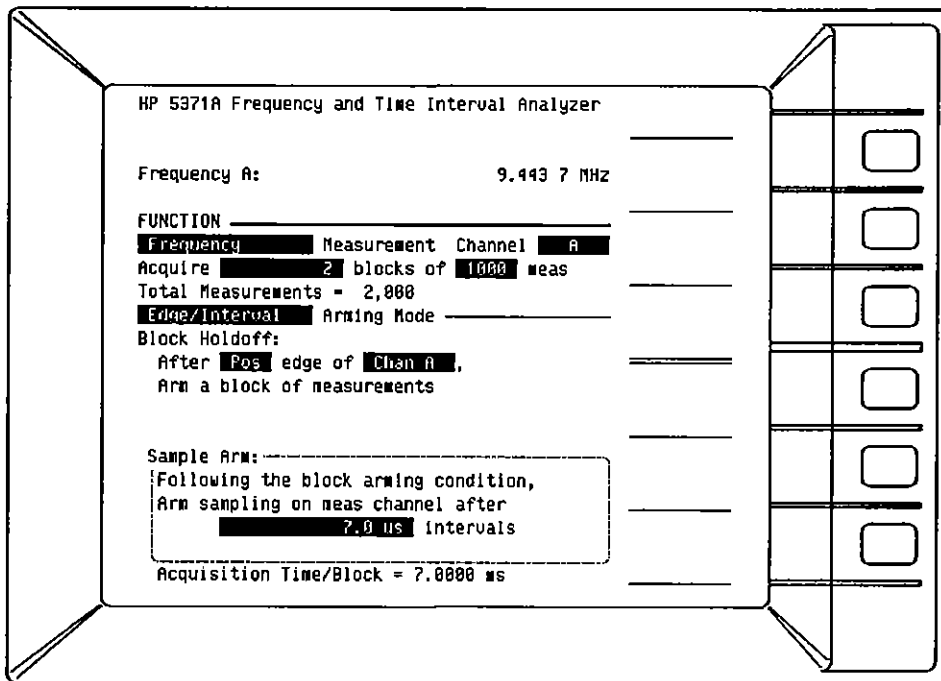 HP 5371A Frequency and Time Interval Analyzer
Frequency A: 9.443 7 MHz
FUNCTION
Frequency Measurement Channel A
Acquire 2 blocks of 1000 meas
Total Measurements = 2,000
Edge/Interval Arming Mode
Block Holdoff:
After Pos edge of Chan A ,
Arm a block of measurements
Sample Arm:
Following the block arming condition,
Arm sampling on meas channel after
7.0 us intervals
Acquisition Time/Block = 7.0000 ms